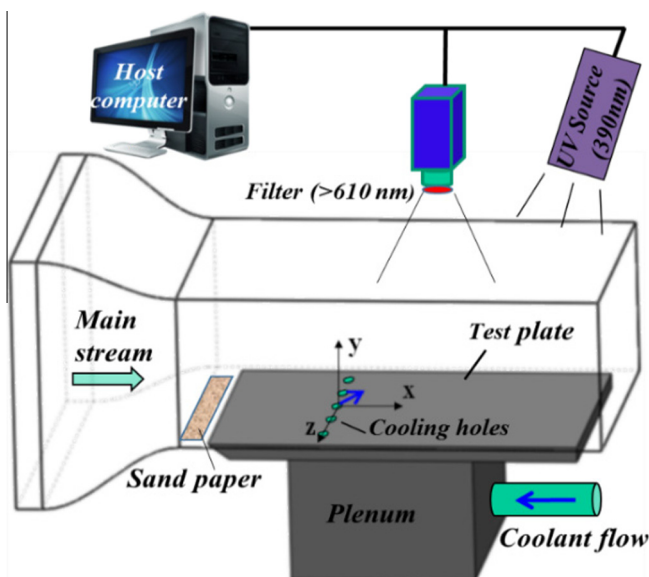 Host
computer
UV Source
(390nm)
Filter (>610 nm)
Main
stream
y
Test plate
x
z
Cooling holes
Sand paper
Plenum
Coolant flow